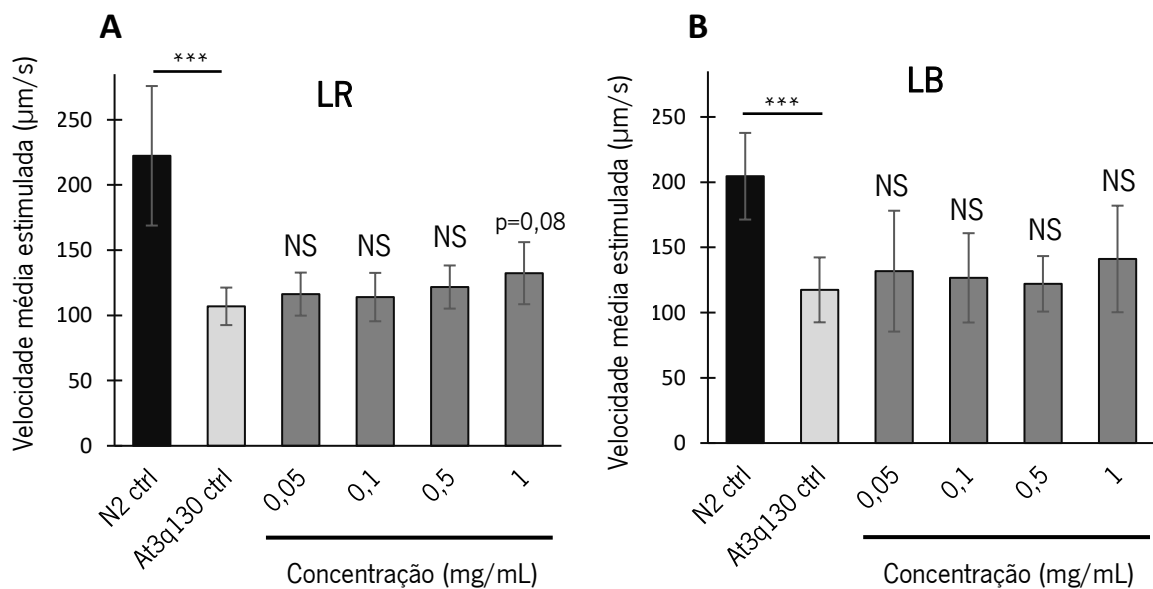 A
Velocidade média estimulada (µm/s)
LR
***
250
200
150
100
50
0
NS
NS
NS
p=0,08
N2 ctrl
At3q130 ctrl
0,05
0,1
0,5
1
Concentração (mg/mL)
B
Velocidade média estimulada (µm/s)
LB
***
250
200
150
100
50
0
NS
NS
NS
NS
N2 ctrl
At3q130 ctrl
0,05
0,1
0,5
1
Concentração (mg/mL)